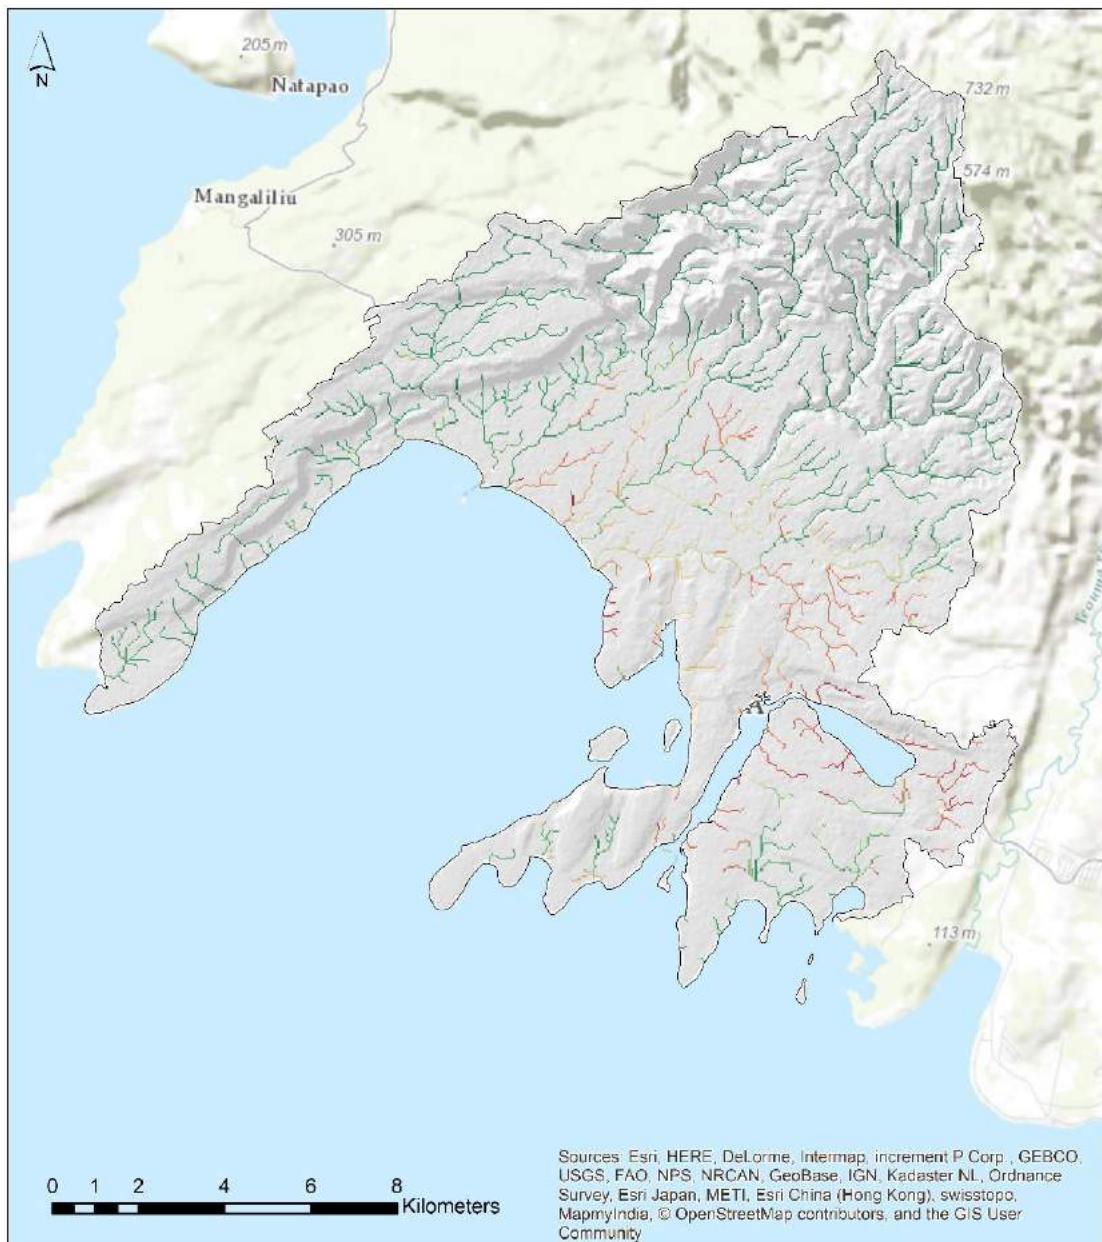 205 m
N
Natapao
732 m
574 m
Mangaliliu
305 m
113 m
0 1 2 4 6 8
Kilometers
Sources: Esri, HERE, DeLorme, Intermap, increment P Corp., GEBCO,
USGS, FAO, NPS, NRCAN, GeoBase, IGN, Kadaster NL, Ordnance
Survey, Esri Japan, METI, Esri China (Hong Kong), swisstopo,
MapmyIndia, © OpenStreetMap contributors, and the GIS User
Community